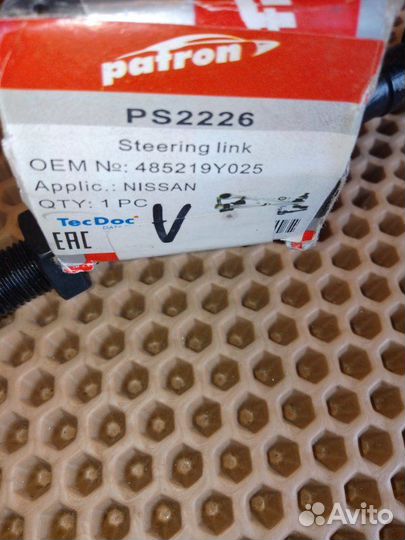 patron
PS2226
Steering link
OEM №: 485219Y025
Applic.: NISSAN
QTY: 1 PC
TecDoc
EAC
V
Avito